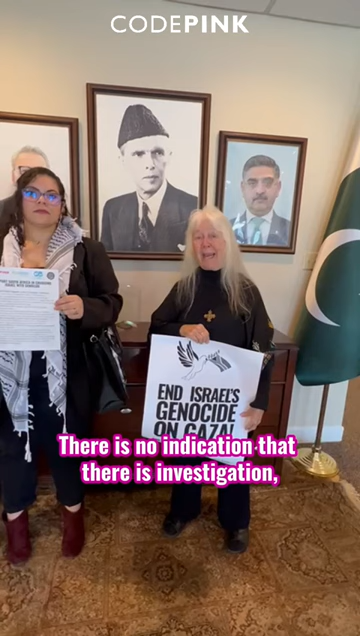 CODEPINK
END ISRAEL'S
GENOCIDE
ON GAZA!
There is no indication that
there is investigation,